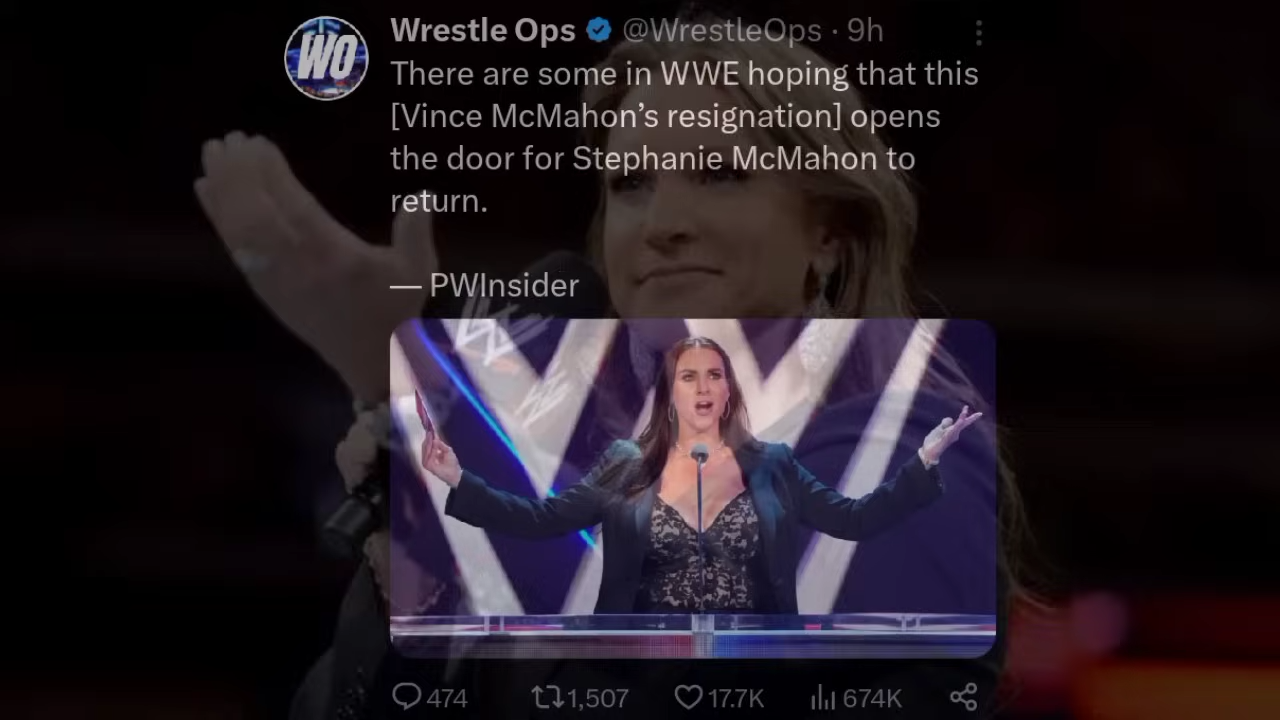 WO
Wrestle Ops @WrestleOps · 9h
There are some in WWE hoping that this
[Vince McMahon’s resignation] opens
the door for Stephanie McMahon to
return.
— PWInsider
474 1,507 17.7K 674K